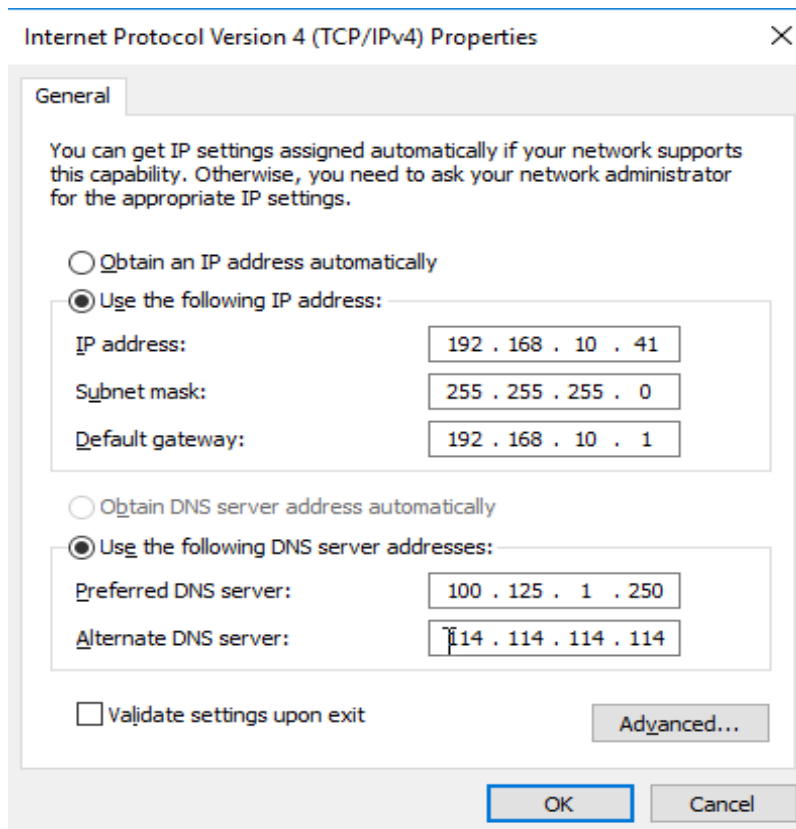 Internet Protocol Version 4 (TCP/IPv4) Properties
General
You can get IP settings assigned automatically if your network supports
this capability. Otherwise, you need to ask your network administrator
for the appropriate IP settings.
Obtain an IP address automatically
Use the following IP address:
IP address: 192 . 168 . 10 . 41
Subnet mask: 255 . 255 . 255 . 0
Default gateway: 192 . 168 . 10 . 1
Obtain DNS server address automatically
Use the following DNS server addresses:
Preferred DNS server: 100 . 125 . 1 . 250
Alternate DNS server: 114 . 114 . 114 . 114
Validate settings upon exit
Advanced...
OK Cancel